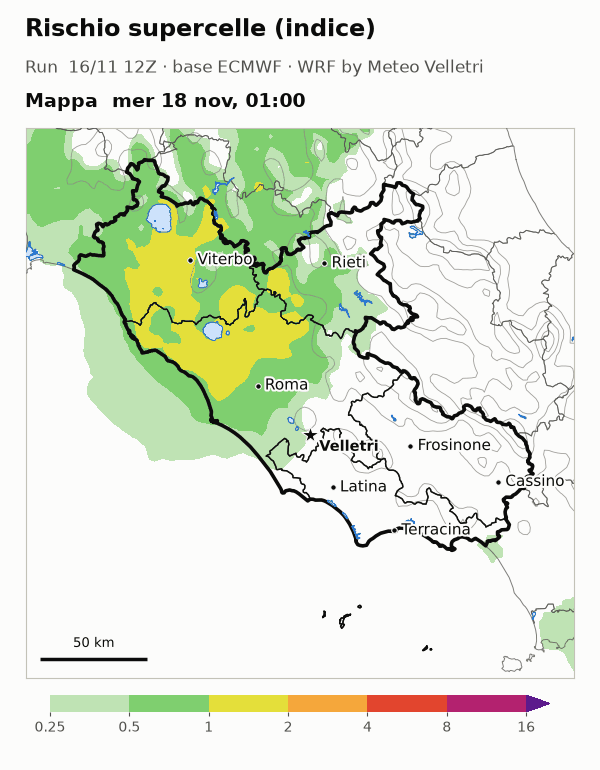 Rischio supercelle (indice)
Run  16/11 12Z · base ECMWF · WRF by Meteo Velletri
Mappa  mer 18 nov, 01:00
Viterbo
Rieti
Roma
Velletri
Frosinone
Cassino
Latina
Terracina
50 km
0.25 0.5 1 2 4 8 16